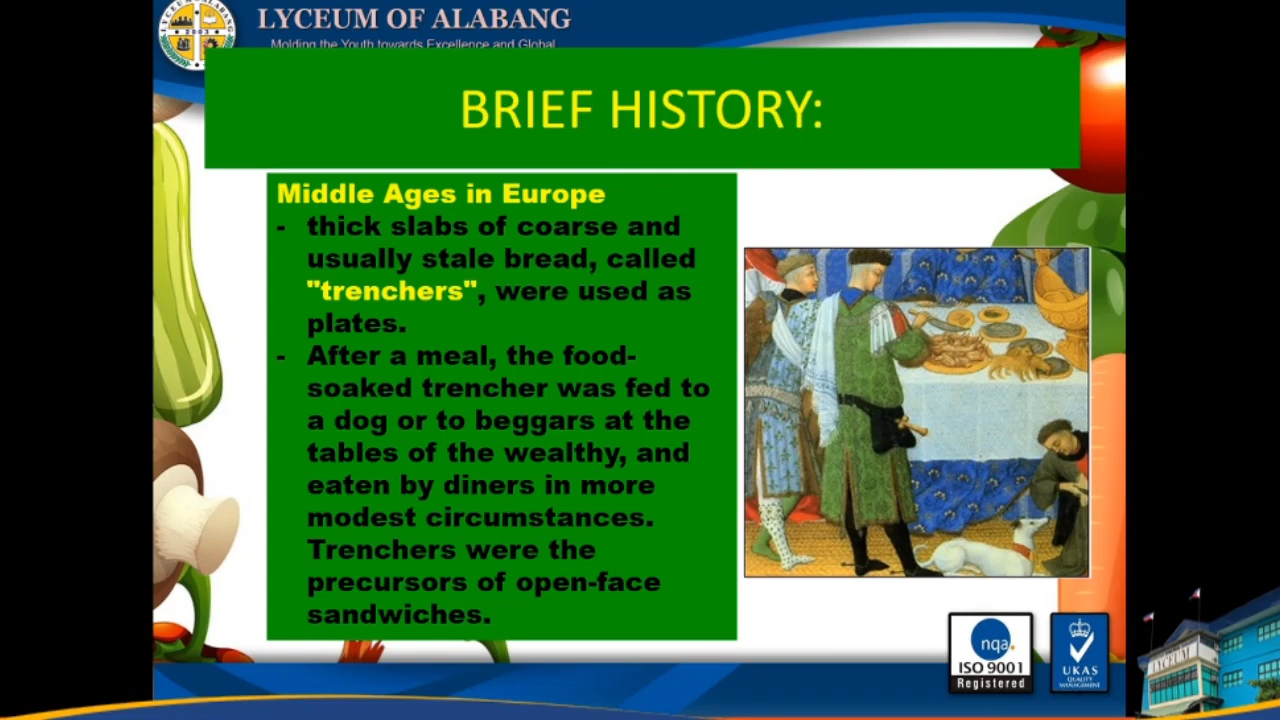 LYCEUM OF ALABANG
Molding the Youth towards Excellence and Global
BRIEF HISTORY:
Middle Ages in Europe
- thick slabs of coarse and
usually stale bread, called
"trenchers", were used as
plates.
- After a meal, the food-
soaked trencher was fed to
a dog or to beggars at the
tables of the wealthy, and
eaten by diners in more
modest circumstances.
Trenchers were the
precursors of open-face
sandwiches.
nqa.
ISO 9001
Registered
UKAS
QUALITY
MANAGEMENT
LYCEUM